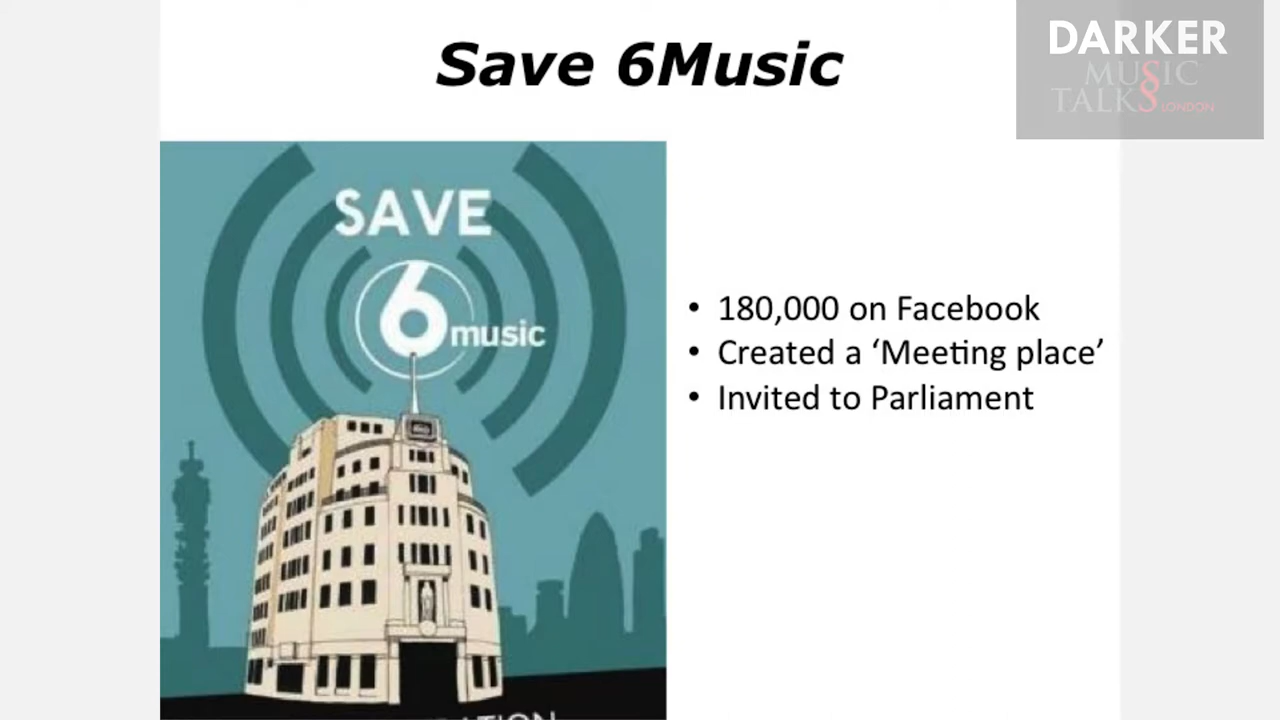 Save 6Music
DARKER
MUSIC
TALKS LONDON
SAVE
6 music
• 180,000 on Facebook
• Created a ‘Meeting place’
• Invited to Parliament